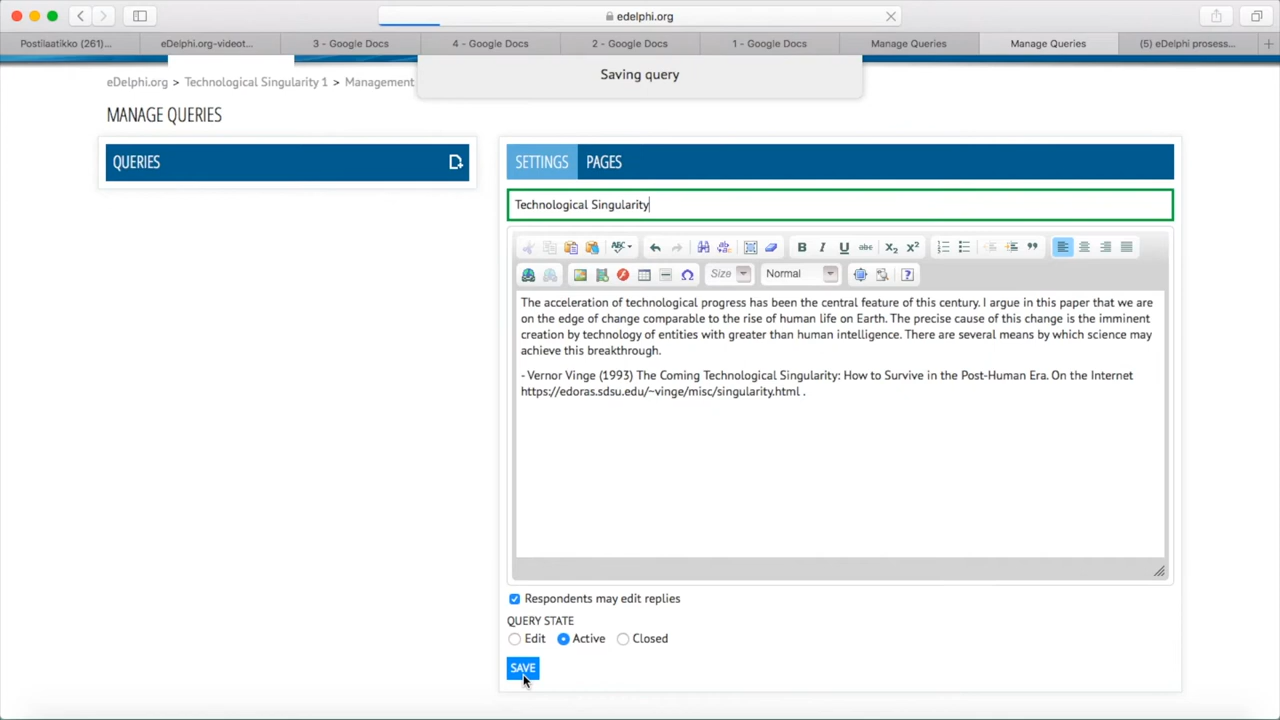 edelphi.org
Postilaatikko (261)...
eDelphi.org-videot...
3 - Google Docs
4 - Google Docs
2 - Google Docs
1 - Google Docs
Manage Queries
Manage Queries
(5) eDelphi prosess...
Saving query
eDelphi.org > Technological Singularity 1 > Management
MANAGE QUERIES
QUERIES
SETTINGS PAGES
Technological Singularity
ABC
B I U abc X2 X2
Size Normal ?
The acceleration of technological progress has been the central feature of this century. I argue in this paper that we are
on the edge of change comparable to the rise of human life on Earth. The precise cause of this change is the imminent
creation by technology of entities with greater than human intelligence. There are several means by which science may
achieve this breakthrough.
- Vernor Vinge (1993) The Coming Technological Singularity: How to Survive in the Post-Human Era. On the Internet
https://edoras.sdsu.edu/~vinge/misc/singularity.html .
Respondents may edit replies
QUERY STATE
Edit Active Closed
SAVE